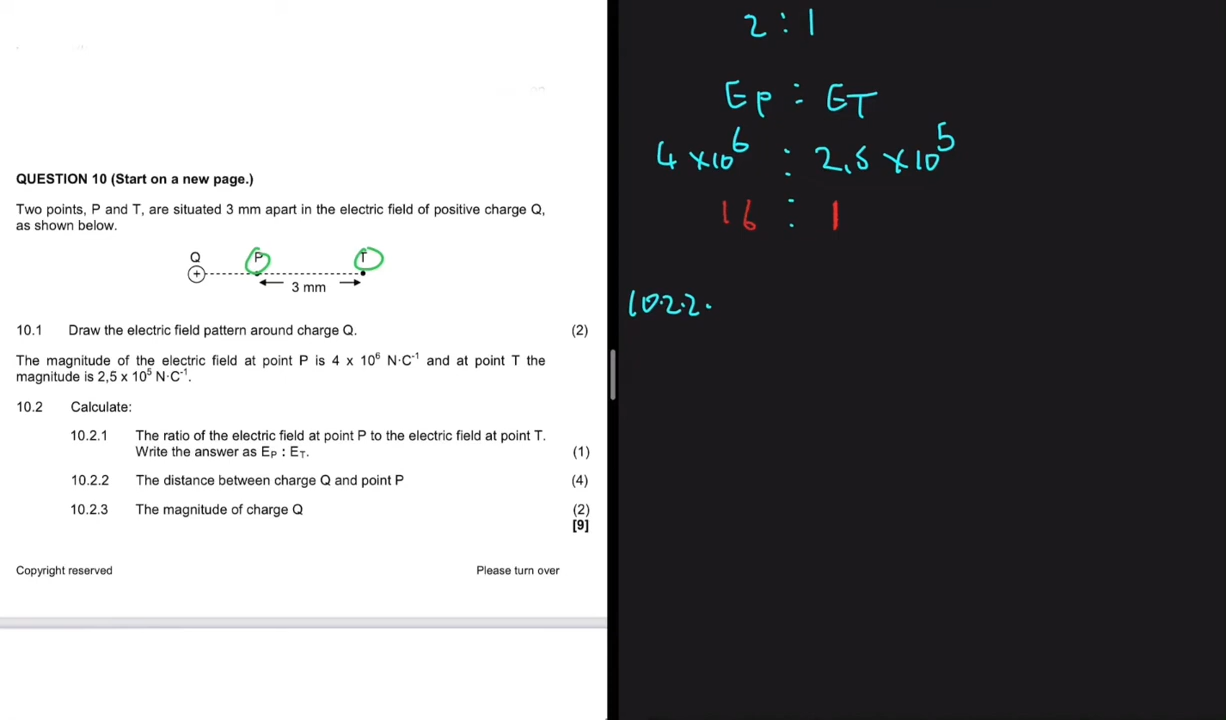 QUESTION 10 (Start on a new page.)
Two points, P and T, are situated 3 mm apart in the electric field of positive charge Q,
as shown below.
Q P T
+
3 mm
10.1 Draw the electric field pattern around charge Q. (2)
The magnitude of the electric field at point P is 4 x 10⁶ N·C⁻¹ and at point T the
magnitude is 2,5 x 10⁵ N·C⁻¹.
10.2 Calculate:
10.2.1 The ratio of the electric field at point P to the electric field at point T.
Write the answer as Eₚ : E_T. (1)
10.2.2 The distance between charge Q and point P (4)
10.2.3 The magnitude of charge Q (2)
[9]
Copyright reserved Please turn over
2 : 1
Ep : ET
4 ×10⁶ : 2,5 ×10⁵
16 : 1
10.2.2.